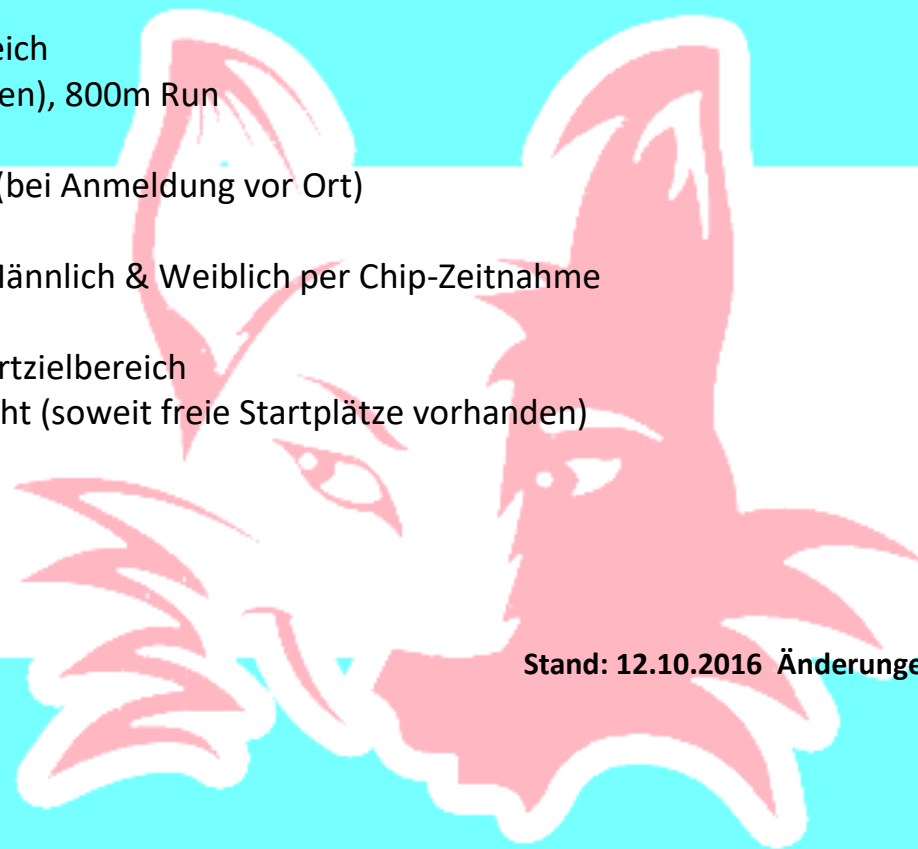 eich
en), 800m Run
(bei Anmeldung vor Ort)
Männlich & Weiblich per Chip-Zeitnahme
rtzielbereich
ht (soweit freie Startplätze vorhanden)
Stand: 12.10.2016 Änderunge